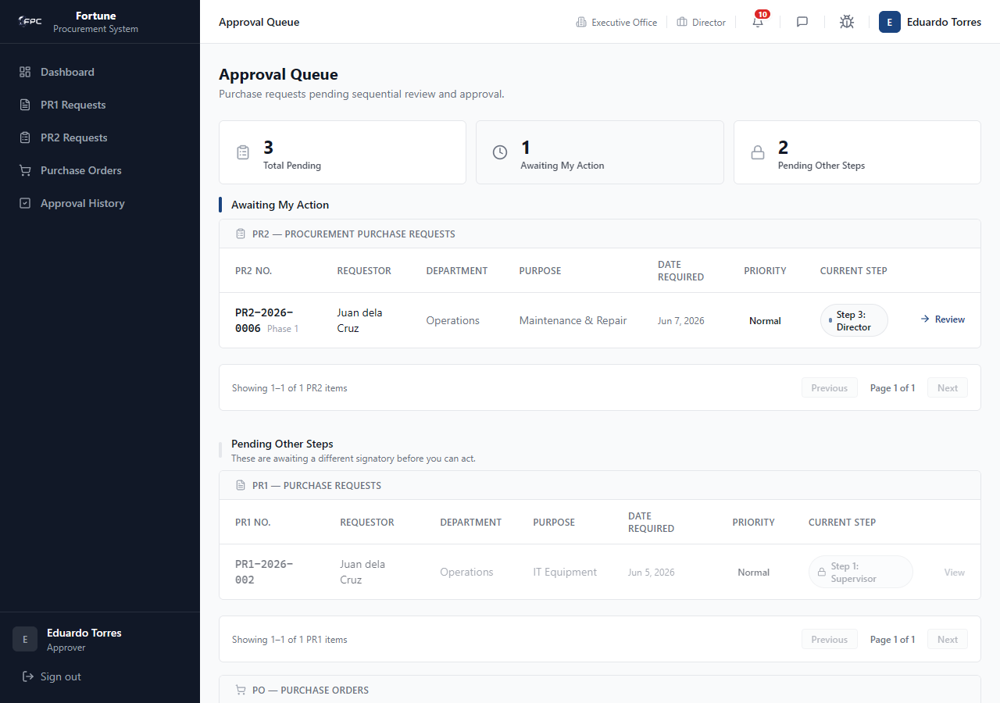 FPC
Fortune
Procurement System
Dashboard
PR1 Requests
PR2 Requests
Purchase Orders
Approval History
Eduardo Torres
E
Approver
Sign out
Approval Queue
Executive Office
Director
10
E
Eduardo Torres
Approval Queue
Purchase requests pending sequential review and approval.
3
Total Pending
1
Awaiting My Action
2
Pending Other Steps
Awaiting My Action
PR2 — PROCUREMENT PURCHASE REQUESTS
PR2 NO. REQUESTOR DEPARTMENT PURPOSE DATE REQUIRED PRIORITY CURRENT STEP
PR2-2026-
0006 Phase 1
Juan dela
Cruz
Operations
Maintenance & Repair
Jun 7, 2026
Normal
Step 3:
Director
Review
Showing 1–1 of 1 PR2 items
Previous
Page 1 of 1
Next
Pending Other Steps
These are awaiting a different signatory before you can act.
PR1 — PURCHASE REQUESTS
PR1 NO. REQUESTOR DEPARTMENT PURPOSE DATE REQUIRED PRIORITY CURRENT STEP
PR1-2026-
002
Juan dela
Cruz
Operations
IT Equipment
Jun 5, 2026
Normal
Step 1:
Supervisor
View
Showing 1–1 of 1 PR1 items
Previous
Page 1 of 1
Next
PO — PURCHASE ORDERS